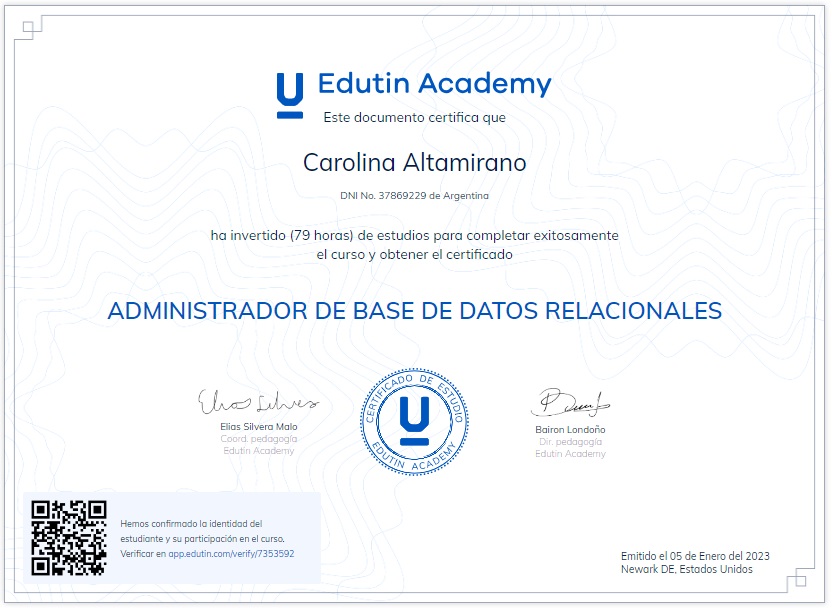 Edutin Academy
Este documento certifica que
Carolina Altamirano
DNI No. 37869229 de Argentina
ha invertido (79 horas) de estudios para completar exitosamente
el curso y obtener el certificado
ADMINISTRADOR DE BASE DE DATOS RELACIONALES
CERTIFICADO DE ESTUDIO
EDUTIN ACADEMY
Elias Silvera Malo
Coord. pedagogía
Edutin Academy
Bairon Londoño
Dir. pedagogía
Edutin Academy
Hemos confirmado la identidad del
estudiante y su participación en el curso.
Verificar en app.edutin.com/verify/7353592
Emitido el 05 de Enero del 2023
Newark DE, Estados Unidos